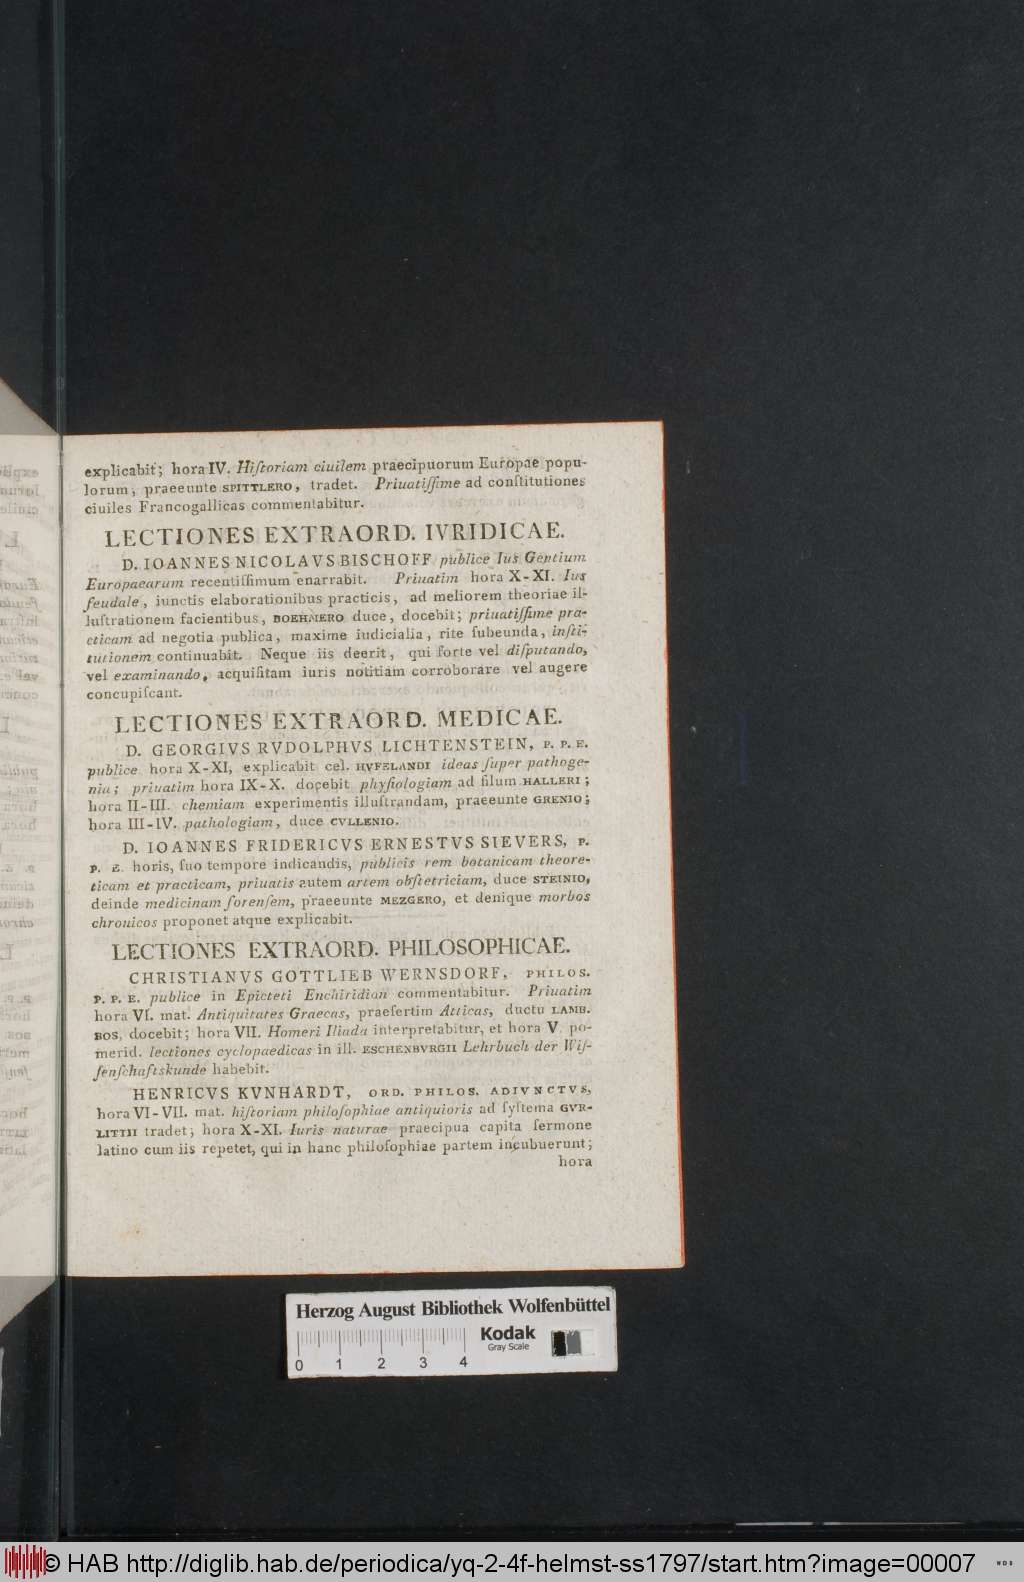 explicabit; hora IV. Hiſtoriam ciuilem praecipuorum Europae popu-
lorum, praeeunte SPITTLERO, tradet. Priuatiſſime ad conſtitutiones
ciuiles Francogallicas commentabitur.
LECTIONES EXTRAORD. IVRIDICAE.
D. IOANNES NICOLAVS BISCHOFF publice Ius Gentium
Europaearum recentiſſimum enarrabit. Priuatim hora X-XI. Ius
feudale, iunctis elaborationibus practicis, ad meliorem theoriae il-
luſtrationem facientibus, BOEHMERO duce, docebit; priuatiſſime pra-
cticam ad negotia publica, maxime iudicialia, rite ſubeunda, inſti-
tutionem continuabit. Neque iis deerit, qui forte vel diſputando,
vel examinando, acquiſitam iuris notitiam corroborare vel augere
concupiſcant.
LECTIONES EXTRAORD. MEDICAE.
D. GEORGIVS RVDOLPHVS LICHTENSTEIN, P. P. E.
publice hora X-XI, explicabit cel. HVFELANDI ideas ſuper pathoge-
nia; priuatim hora IX-X. docebit phyſiologiam ad filum HALLERI;
hora II-III. chemiam experimentis illuſtrandam, praeeunte GRENIO;
hora III-IV. pathologiam, duce CVLLENIO.
D. IOANNES FRIDERICVS ERNESTVS SIEVERS, P.
P. E. horis, ſuo tempore indicandis, publicis rem botanicam theore-
ticam et practicam, priuatis autem artem obſtetriciam, duce STEINIO,
deinde medicinam forenſem, praeeunte MEZGERO, et denique morbos
chronicos proponet atque explicabit.
LECTIONES EXTRAORD. PHILOSOPHICAE.
CHRISTIANVS GOTTLIEB WERNSDORF, PHILOS.
P. P. E. publice in Epicteti Enchiridion commentabitur. Priuatim
hora VI. mat. Antiquitates Graecas, praeſertim Atticas, ductu LAMB.
BOS, docebit; hora VII. Homeri Iliada interpretabitur, et hora V. po-
merid. lectiones cyclopaedicas in ill. ESCHENBVRGII Lehrbuch der Wiſ-
ſenſchaftskunde habebit.
HENRICVS KVNHARDT, ORD. PHILOS. ADIVNCTVS,
hora VI-VII. mat. hiſtoriam philoſophiae antiquioris ad ſyſtema GVR-
LITTII tradet; hora X-XI. Iuris naturae praecipua capita ſermone
latino cum iis repetet, qui in hanc philoſophiae partem incubuerunt;
hora
Herzog August Bibliothek Wolfenbüttel
Kodak
Gray Scale
0 1 2 3 4
© HAB http://diglib.hab.de/periodica/yq-2-4f-helmst-ss1797/start.htm?image=00007